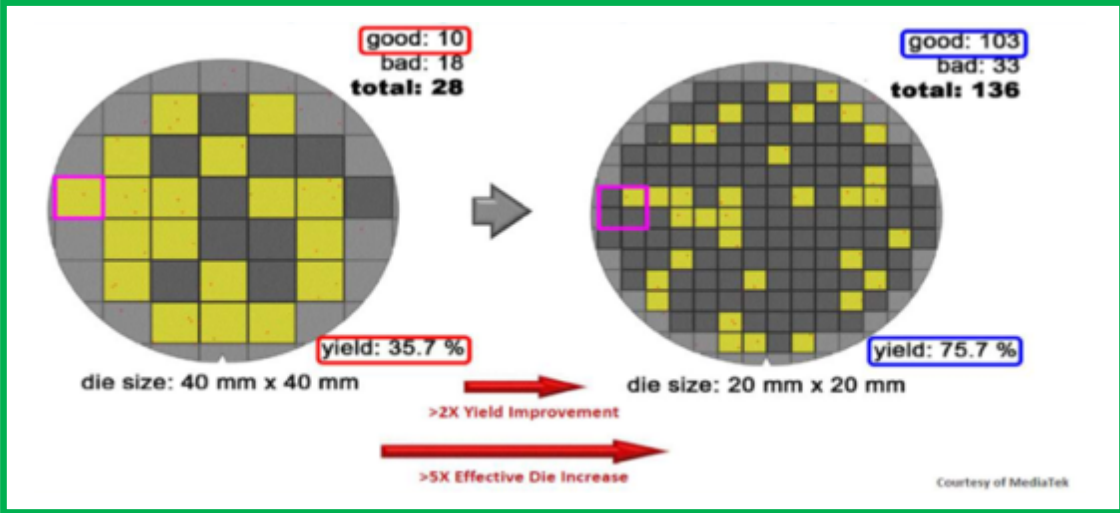 good: 10
bad: 18
total: 28
yield: 35.7 %
die size: 40 mm x 40 mm
good: 103
bad: 33
total: 136
yield: 75.7 %
die size: 20 mm x 20 mm
>2X Yield Improvement
>5X Effective Die Increase
Courtesy of MediaTek